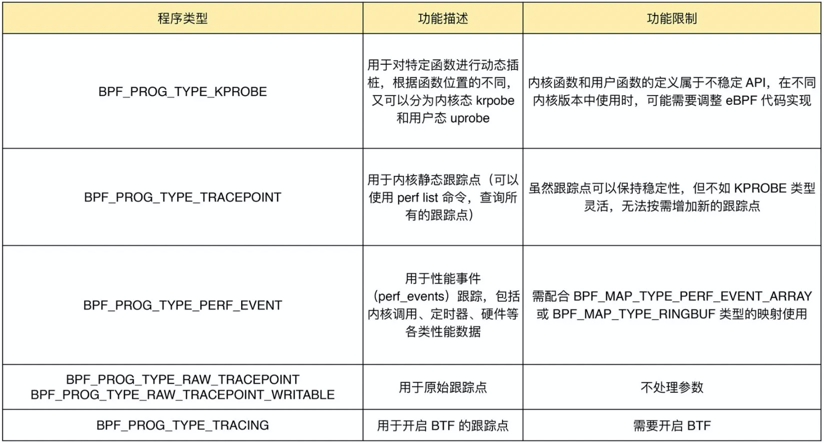 程序类型
功能描述
功能限制
BPF_PROG_TYPE_KPROBE
用于对特定函数进行动态插
桩，根据函数位置的不同，
又可以分为内核态 krpobe
和用户态 uprobe
内核函数和用户函数的定义属于不稳定 API，在不同
内核版本中使用时，可能需要调整 eBPF 代码实现
BPF_PROG_TYPE_TRACEPOINT
用于内核静态跟踪点（可以
使用 perf list 命令，查询所
有的跟踪点）
虽然跟踪点可以保持稳定性，但不如 KPROBE 类型
灵活，无法按需增加新的跟踪点
BPF_PROG_TYPE_PERF_EVENT
用于性能事件
（perf_events）跟踪，包括
内核调用、定时器、硬件等
各类性能数据
需配合 BPF_MAP_TYPE_PERF_EVENT_ARRAY
或 BPF_MAP_TYPE_RINGBUF 类型的映射使用
BPF_PROG_TYPE_RAW_TRACEPOINT
BPF_PROG_TYPE_RAW_TRACEPOINT_WRITABLE
用于原始跟踪点
不处理参数
BPF_PROG_TYPE_TRACING
用于开启 BTF 的跟踪点
需要开启 BTF